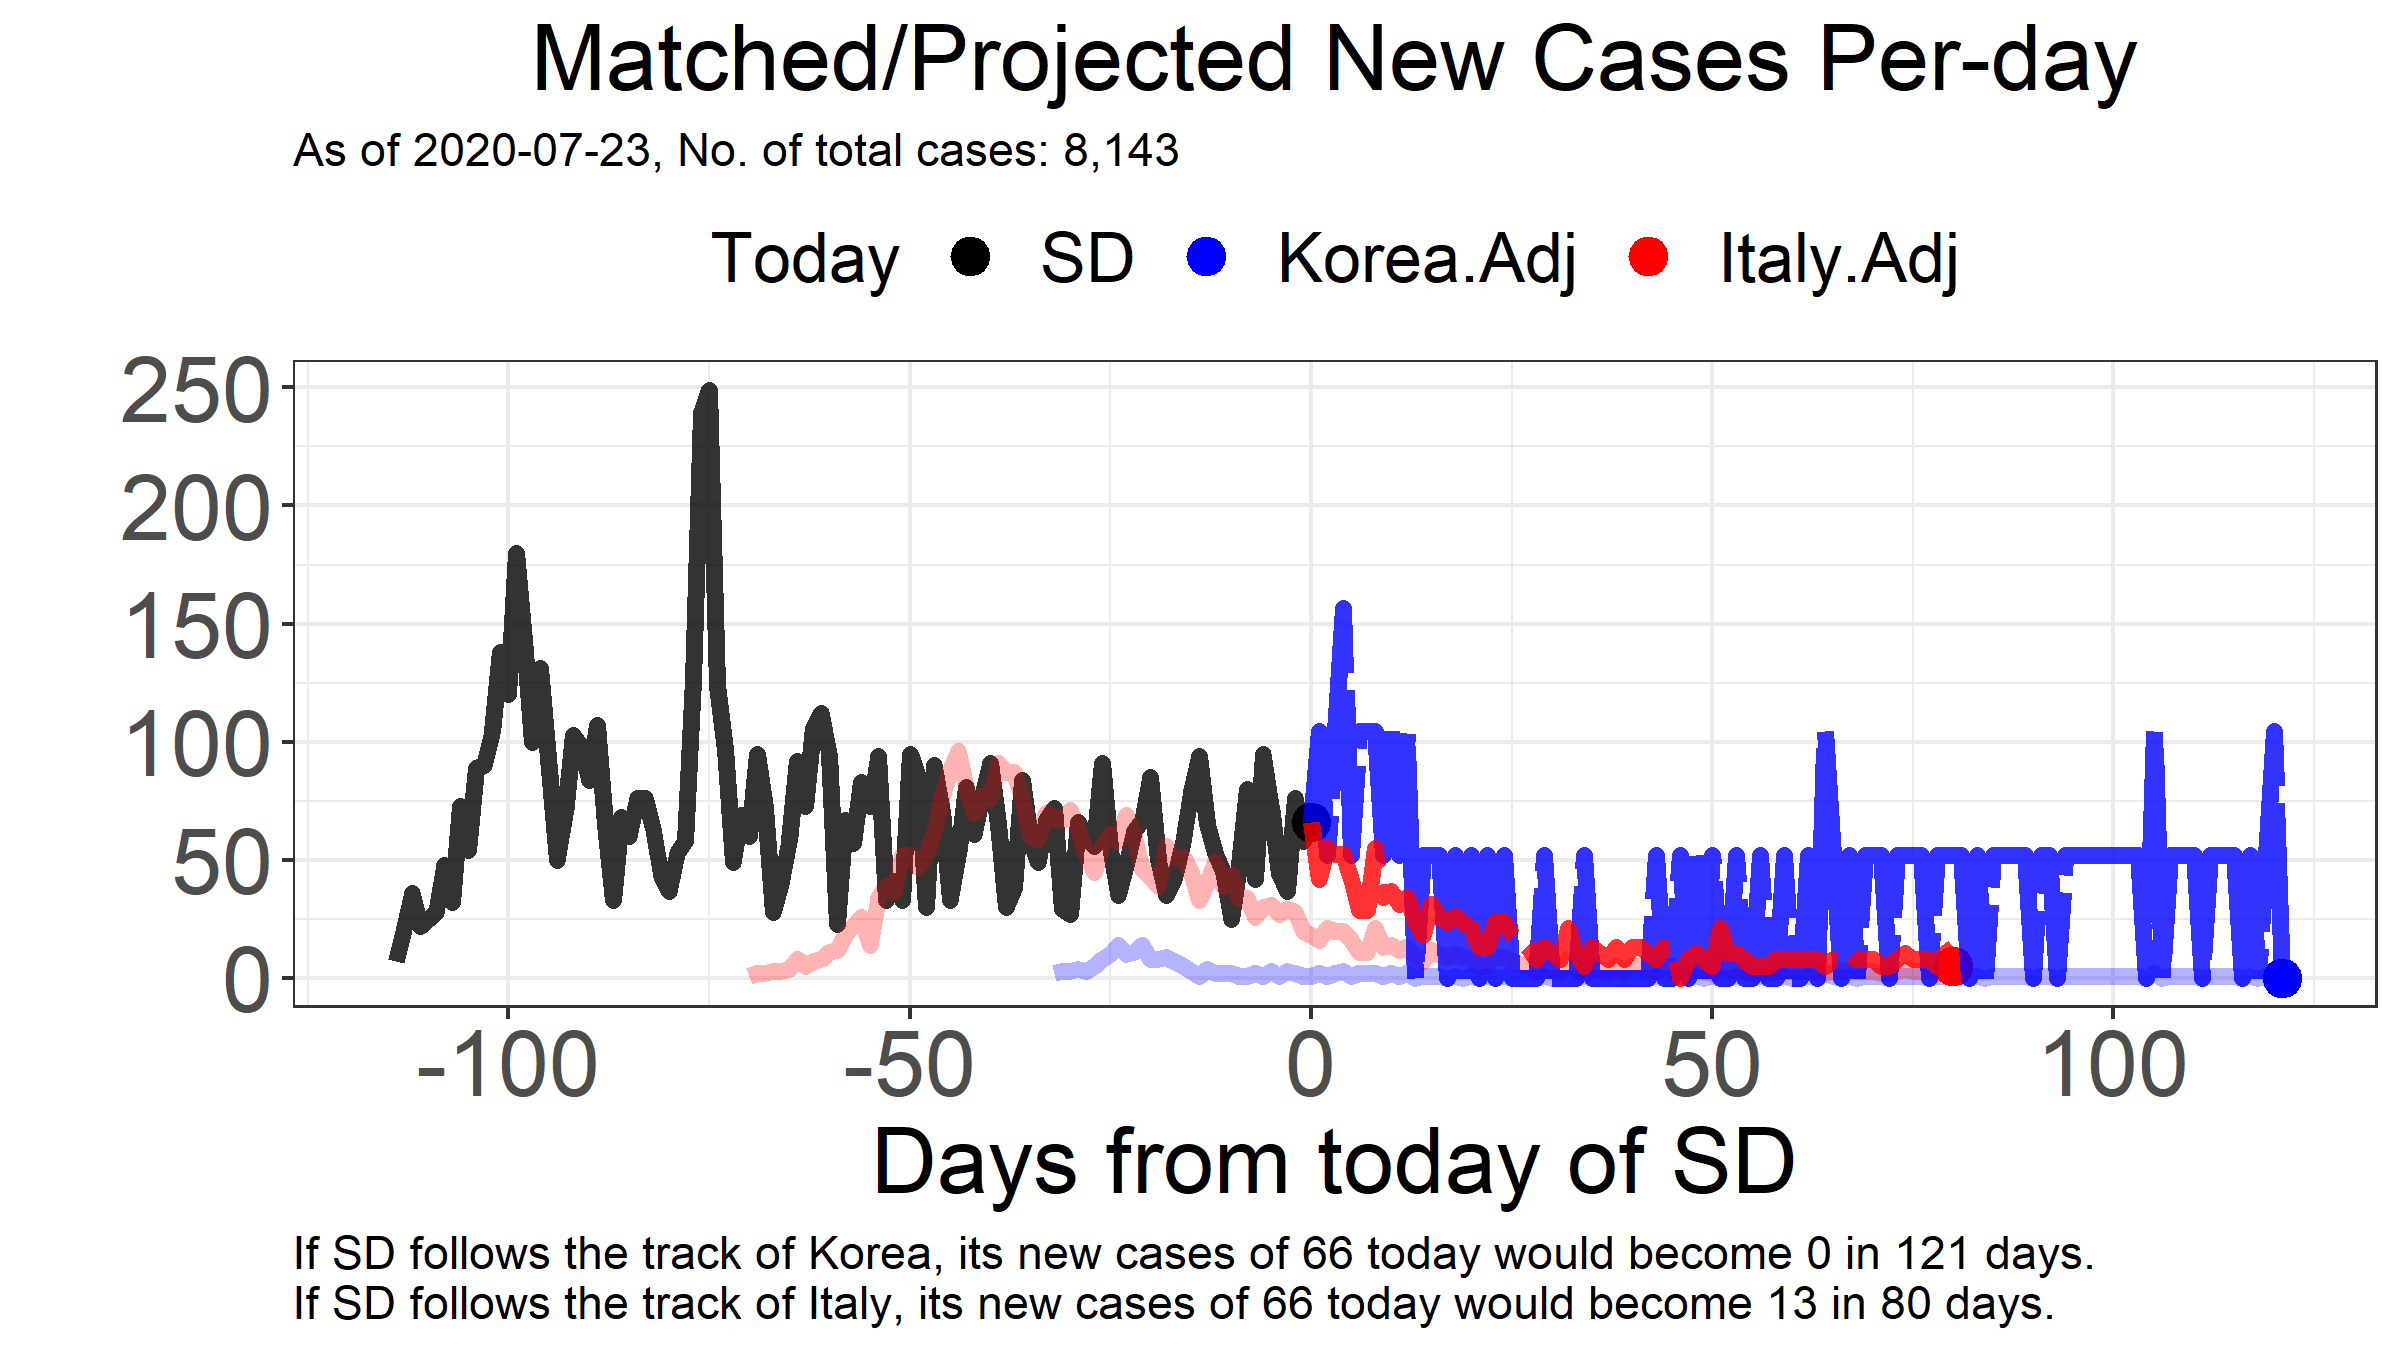 Matched/Projected New Cases Per-day
As of 2020-07-23, No. of total cases: 8,143
Today SD Korea.Adj Italy.Adj
250
200
150
100
50
0
-100 -50 0 50 100
Days from today of SD
If SD follows the track of Korea, its new cases of 66 today would become 0 in 121 days.
If SD follows the track of Italy, its new cases of 66 today would become 13 in 80 days.